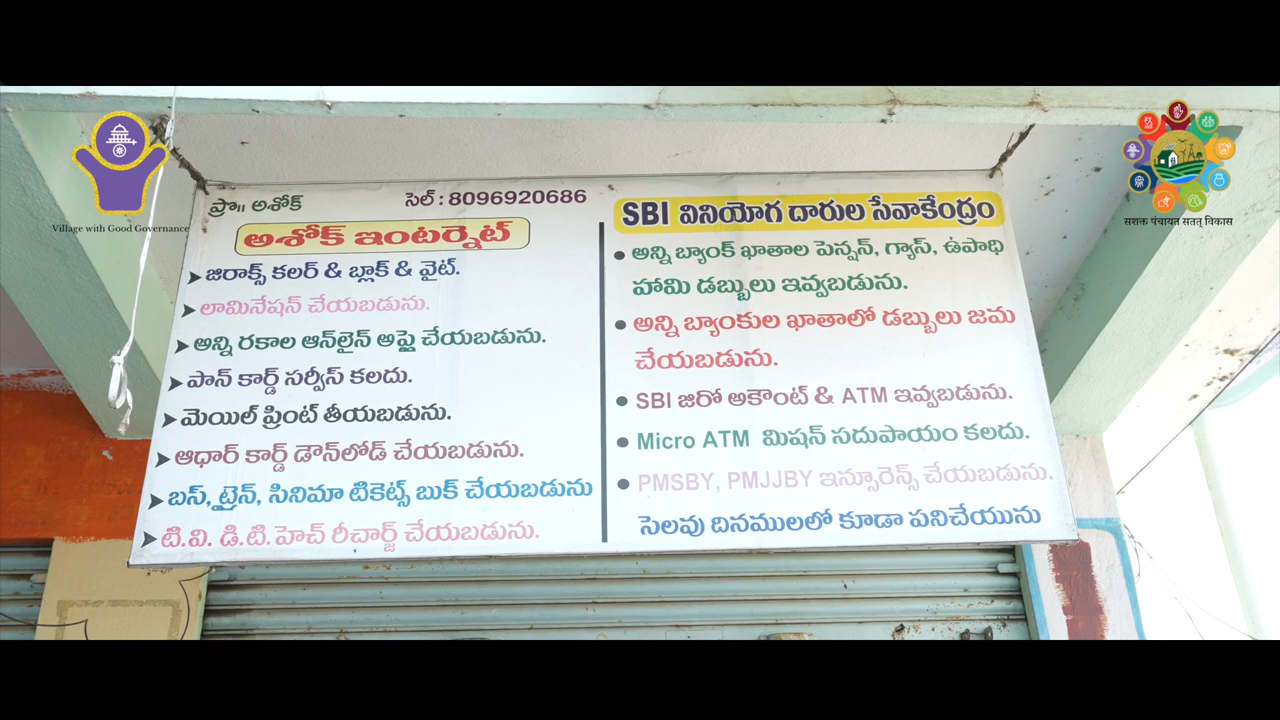 ప్రొ॥ అశోక్
సెల్ : 8096920686
అశోక్ ఇంటర్నెట్
జిరాక్స్ కలర్ & బ్లాక్ & వైట్.
లామినేషన్ చేయబడును.
అన్ని రకాల ఆన్‌లైన్ అప్లై చేయబడును.
పాన్ కార్డ్ సర్వీస్ కలదు.
మెయిల్ ప్రింట్ తీయబడును.
ఆధార్ కార్డ్ డౌన్‌లోడ్ చేయబడును.
బస్, ట్రైన్, సినిమా టికెట్స్ బుక్ చేయబడును
టి.వి. డి.టి.హెచ్ రీచార్జ్ చేయబడును.
SBI వినియోగ దారుల సేవాకేంద్రం
అన్ని బ్యాంక్ ఖాతాల పెన్షన్, గ్యాస్, ఉపాధి
హామి డబ్బులు ఇవ్వబడును.
అన్ని బ్యాంకుల ఖాతాలో డబ్బులు జమ
చేయబడును.
SBI జిరో అకౌంట్ & ATM ఇవ్వబడును.
Micro ATM మిషన్ సదుపాయం కలదు.
PMSBY, PMJJBY ఇన్సూరెన్స్ చేయబడును.
సెలవు దినములలో కూడా పనిచేయును
Village with Good Governance
सशक्त पंचायत सतत् विकास